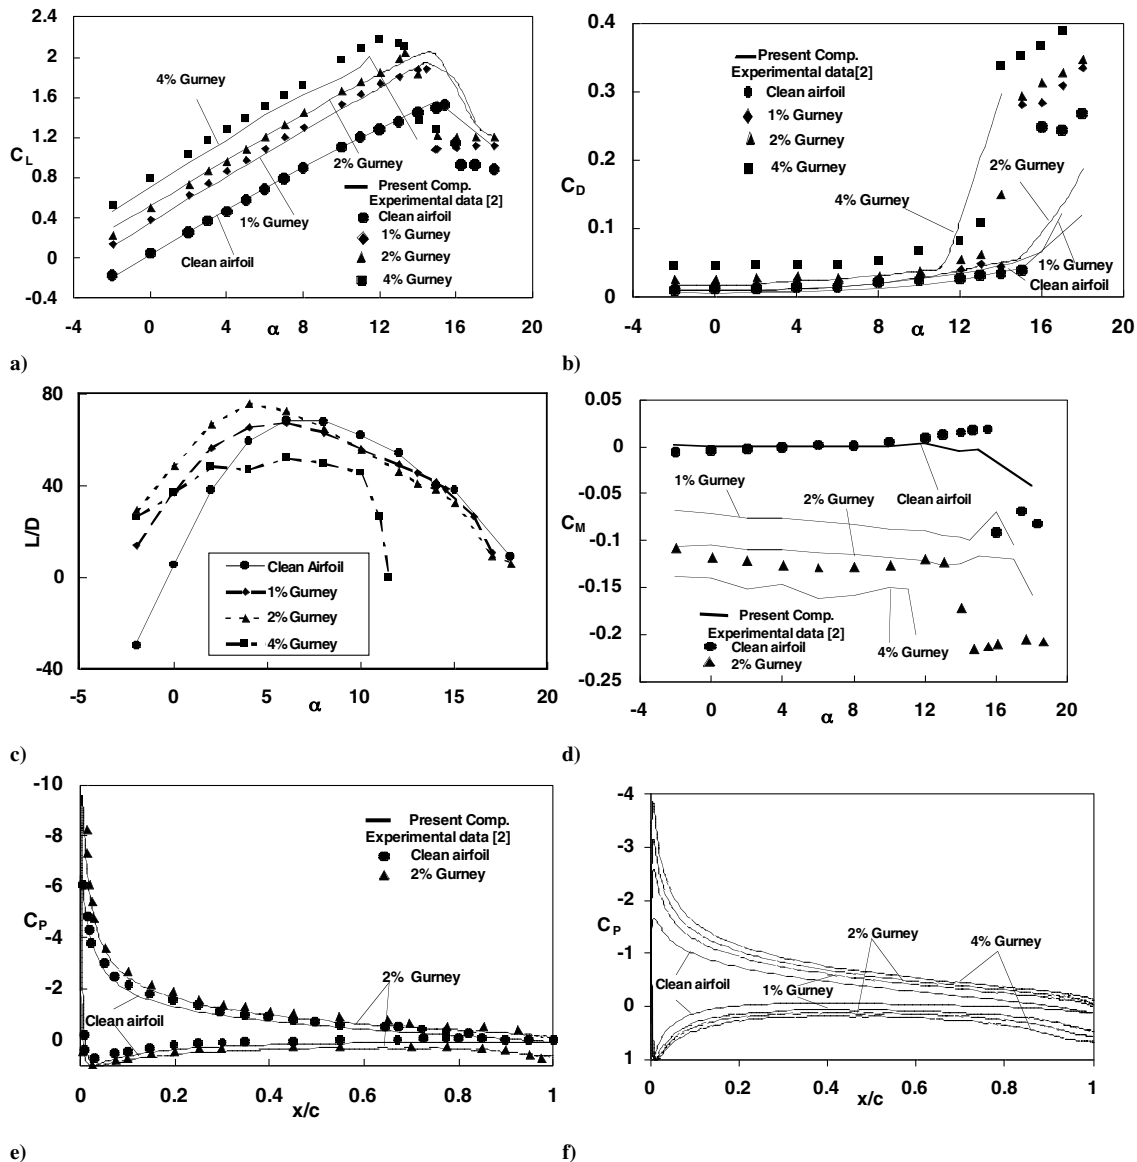 2.4
2
1.6
1.2
0.8
0.4
0
-0.4
C_L
4% Gurney
2% Gurney
1% Gurney
Clean airfoil
Present Comp.
Experimental data [2]
Clean airfoil
1% Gurney
2% Gurney
4% Gurney
-4 0 4 8 12 16 20
α
a)
0.4
0.3
0.2
0.1
0
C_D
Present Comp.
Experimental data[2]
Clean airfoil
1% Gurney
2% Gurney
4% Gurney
2% Gurney
4% Gurney
1% Gurney
Clean airfoil
-4 0 4 8 12 16 20
α
b)
80
40
0
-40
L/D
Clean Airfoil
1% Gurney
2% Gurney
4% Gurney
-5 0 5 10 15 20
α
c)
0.05
0
-0.05
-0.1
-0.15
-0.2
-0.25
C_M
1% Gurney
2% Gurney
Clean airfoil
4% Gurney
Present Comp.
Experimental data [2]
Clean airfoil
2% Gurney
-4 0 4 8 12 16 20
α
d)
-10
-8
-6
-4
-2
0
C_P
Present Comp.
Experimental data [2]
Clean airfoil
2% Gurney
2% Gurney
Clean airfoil
0 0.2 0.4 0.6 0.8 1
x/c
e)
-4
-3
-2
-1
0
1
C_P
2% Gurney
4% Gurney
Clean airfoil
1% Gurney
0 0.2 0.4 0.6 0.8 1
x/c
f)